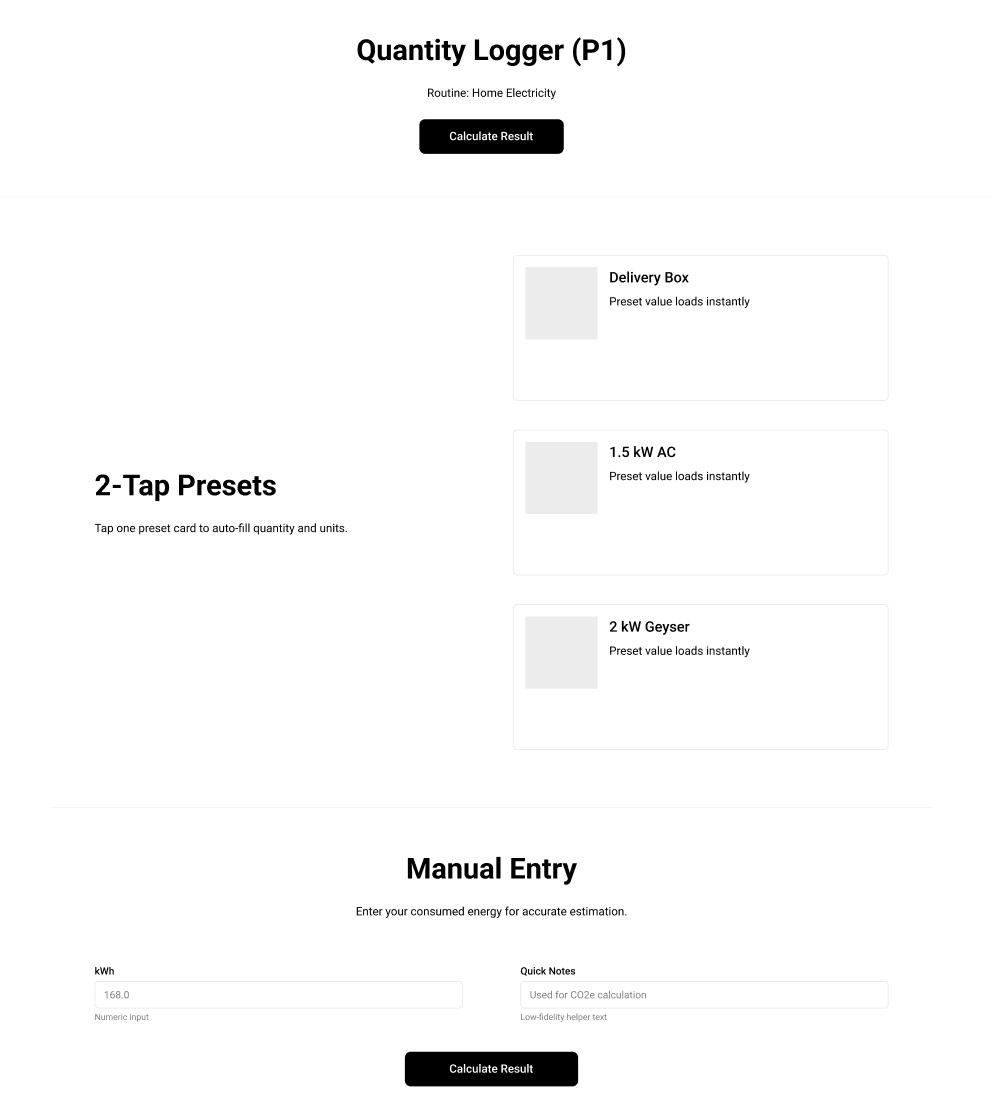 Quantity Logger (P1)
Routine: Home Electricity
Calculate Result
2-Tap Presets
Tap one preset card to auto-fill quantity and units.
Delivery Box
Preset value loads instantly
1.5 kW AC
Preset value loads instantly
2 kW Geyser
Preset value loads instantly
Manual Entry
Enter your consumed energy for accurate estimation.
kWh
168.0
Numeric input
Quick Notes
Used for CO2e calculation
Low-fidelity helper text
Calculate Result